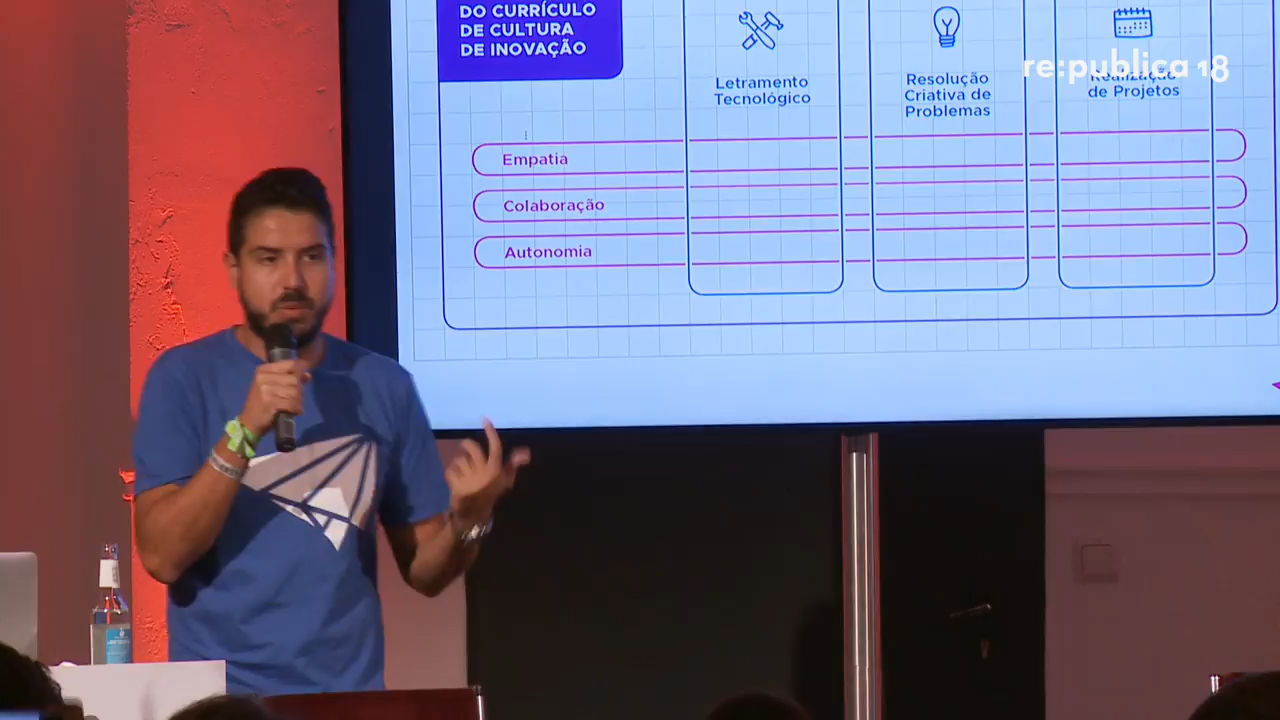 DO CURRÍCULO
DE CULTURA
DE INOVAÇÃO
Letramento
Tecnológico
Resolução
Criativa de
Problemas
re:publica 18
Realização
de Projetos
Empatia
Colaboração
Autonomia